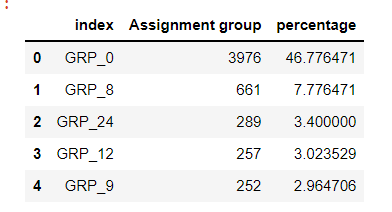 index Assignment group percentage
0 GRP_0 3976 46.776471
1 GRP_8 661 7.776471
2 GRP_24 289 3.400000
3 GRP_12 257 3.023529
4 GRP_9 252 2.964706